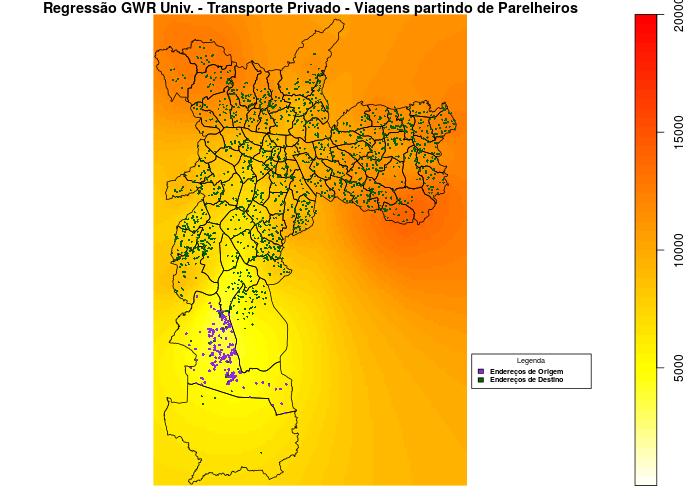 Regressão GWR Univ. - Transporte Privado - Viagens partindo de Parelheiros
20000
15000
10000
5000
Legenda
Endereços de Origem
Endereços de Destino